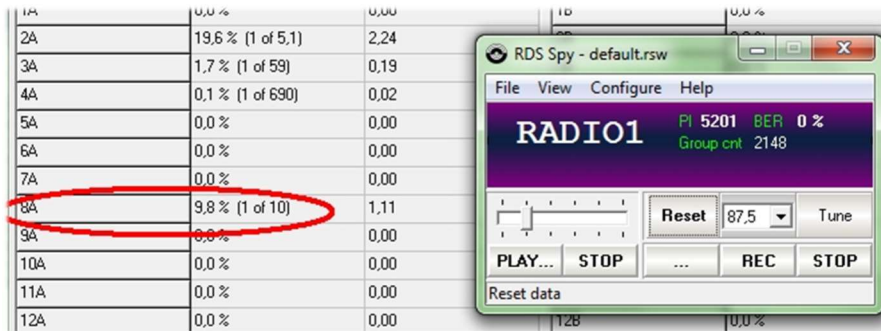 1A 0,0 % 0,00 1B 0,0 %
2A 19,6 % (1 of 5,1) 2,24
3A 1,7 % (1 of 59) 0,19
4A 0,1 % (1 of 690) 0,02
5A 0,0 % 0,00
6A 0,0 % 0,00
7A 0,0 % 0,00
8A 9,8 % (1 of 10) 1,11
9A 0,0 % 0,00
10A 0,0 % 0,00
11A 0,0 % 0,00
12A 0,0 % 0,00 12B 0,0 %
RDS Spy - default.rsw
File View Configure Help
RADIO1 PI 5201 BER 0 %
Group cnt 2148
Reset 87,5 Tune
PLAY... STOP ... REC STOP
Reset data